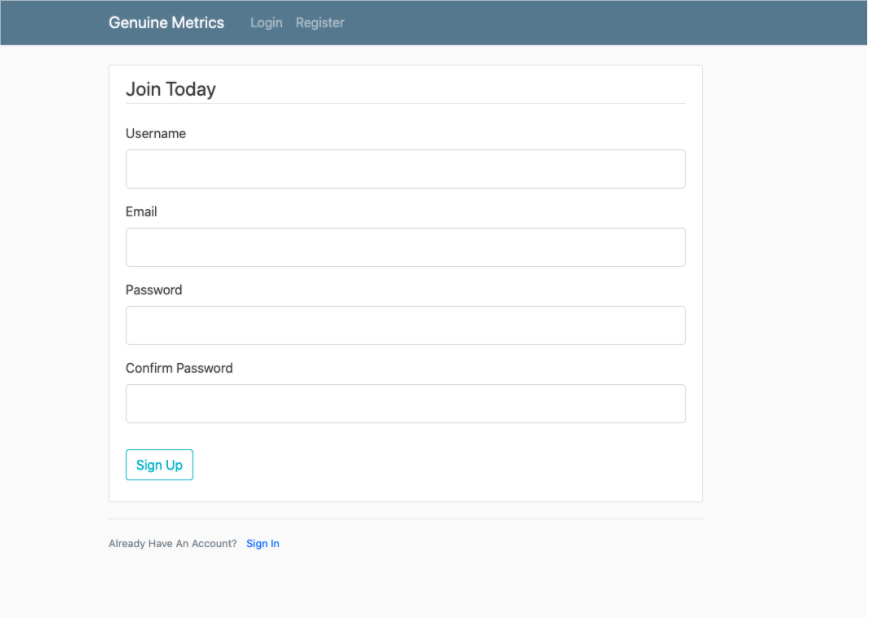 Genuine Metrics Login Register
Join Today
Username
Email
Password
Confirm Password
Sign Up
Already Have An Account? Sign In